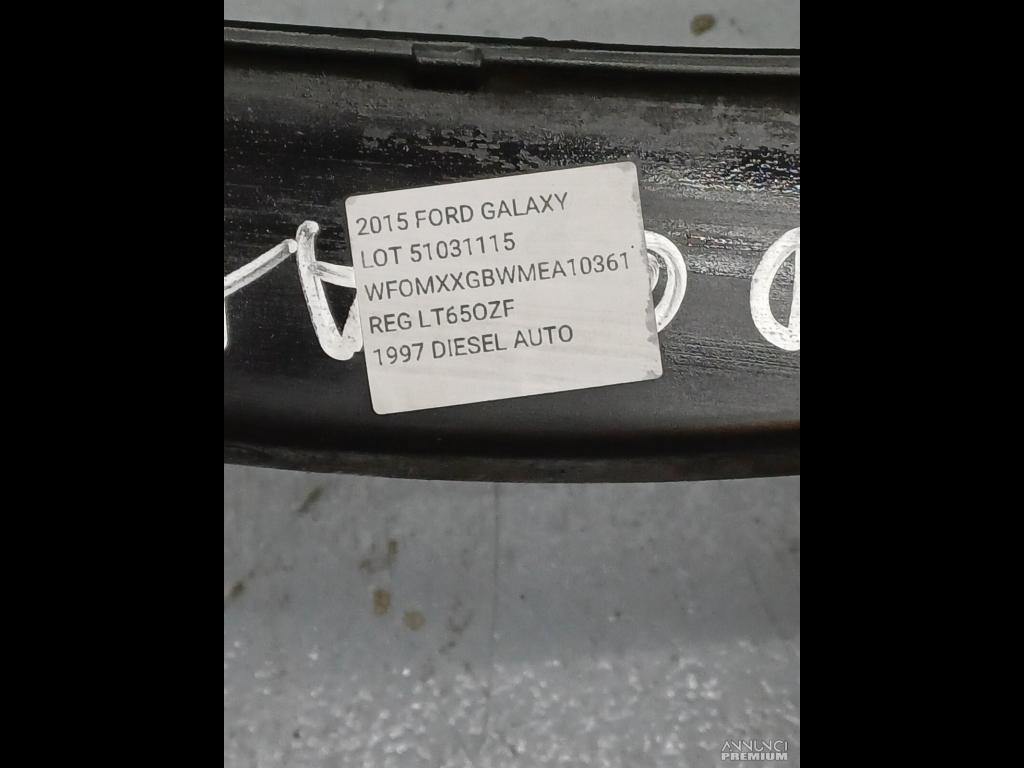 2015 FORD GALAXY
LOT 51031115
WFOMXXGBWMEA10361
REG LT65OZF
1997 DIESEL AUTO
ANNUNCI
PREMIUM